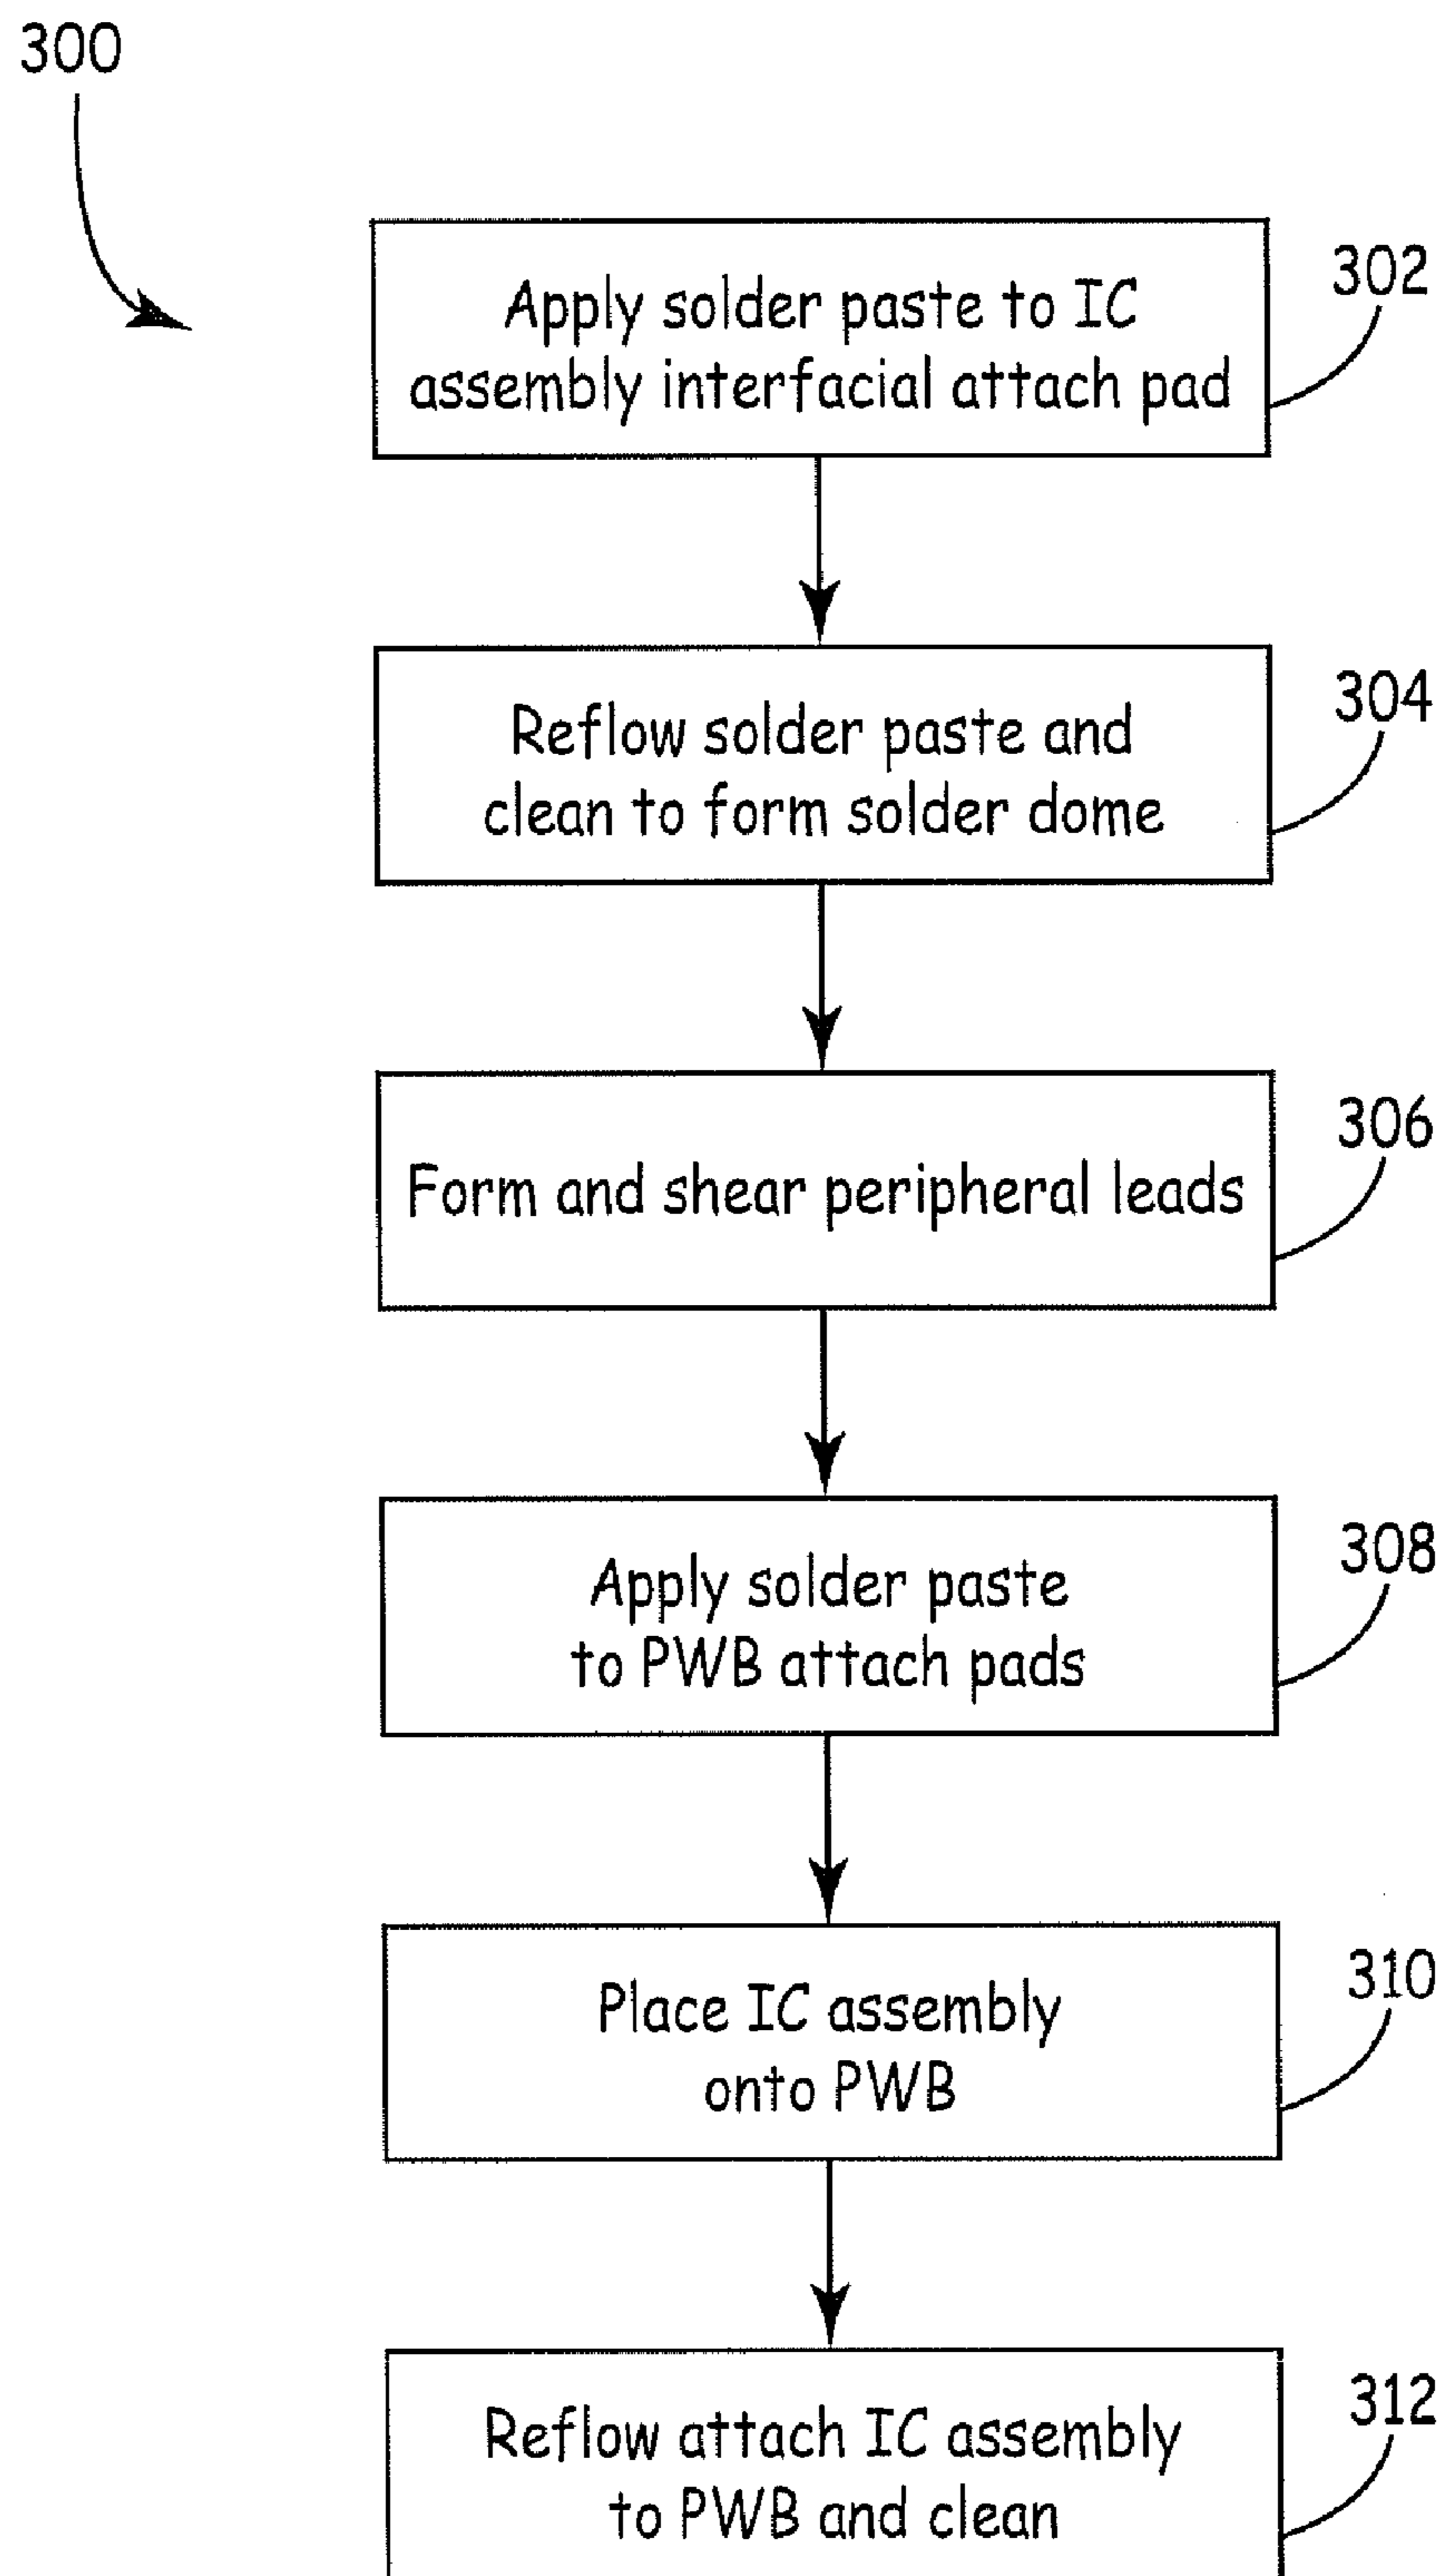 300
Apply solder paste to IC
assembly interfacial attach pad
302
Reflow solder paste and
clean to form solder dome
304
Form and shear peripheral leads
306
Apply solder paste
to PWB attach pads
308
Place IC assembly
onto PWB
310
Reflow attach IC assembly
to PWB and clean
312